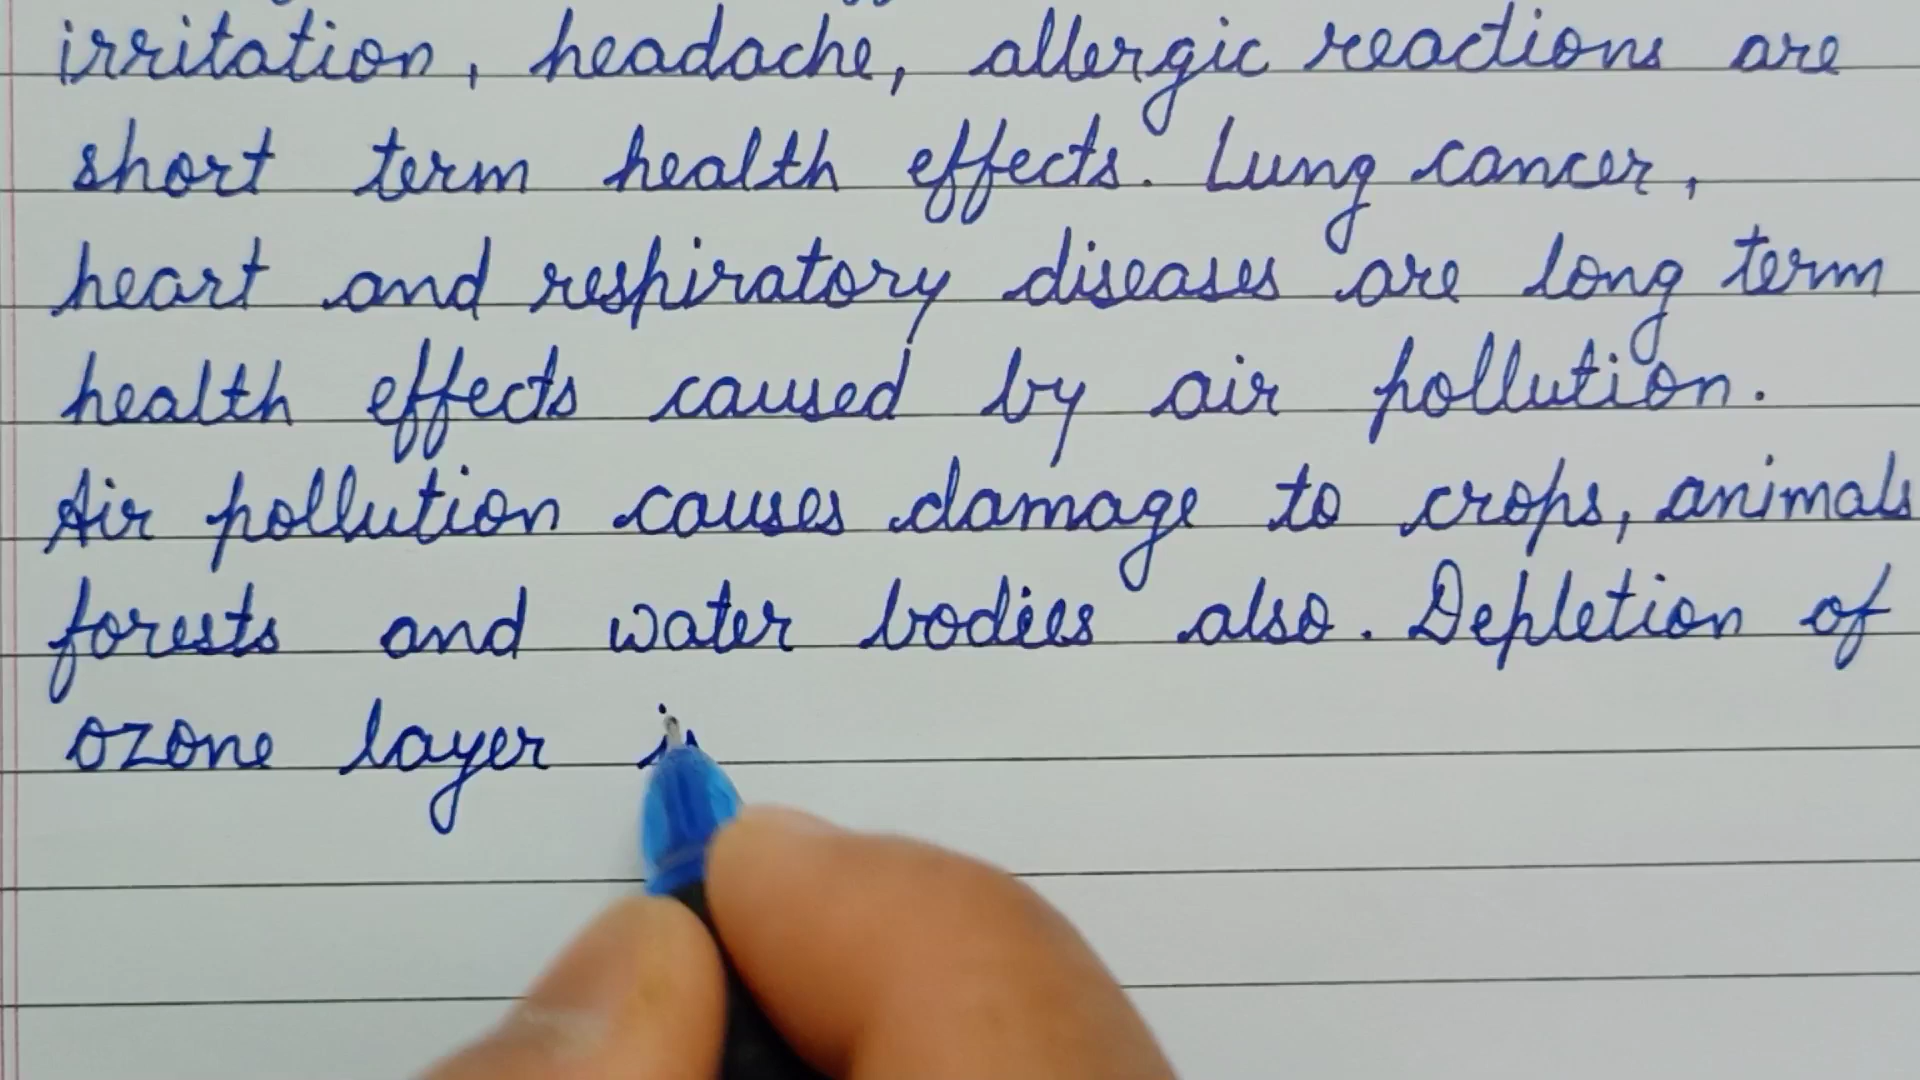 irritation, headache, allergic reactions are
short term health effects. Lung cancer,
heart and respiratory diseases are long term
health effects caused by air pollution.
Air pollution causes damage to crops, animals
forests and water bodies also. Depletion of
ozone layer is